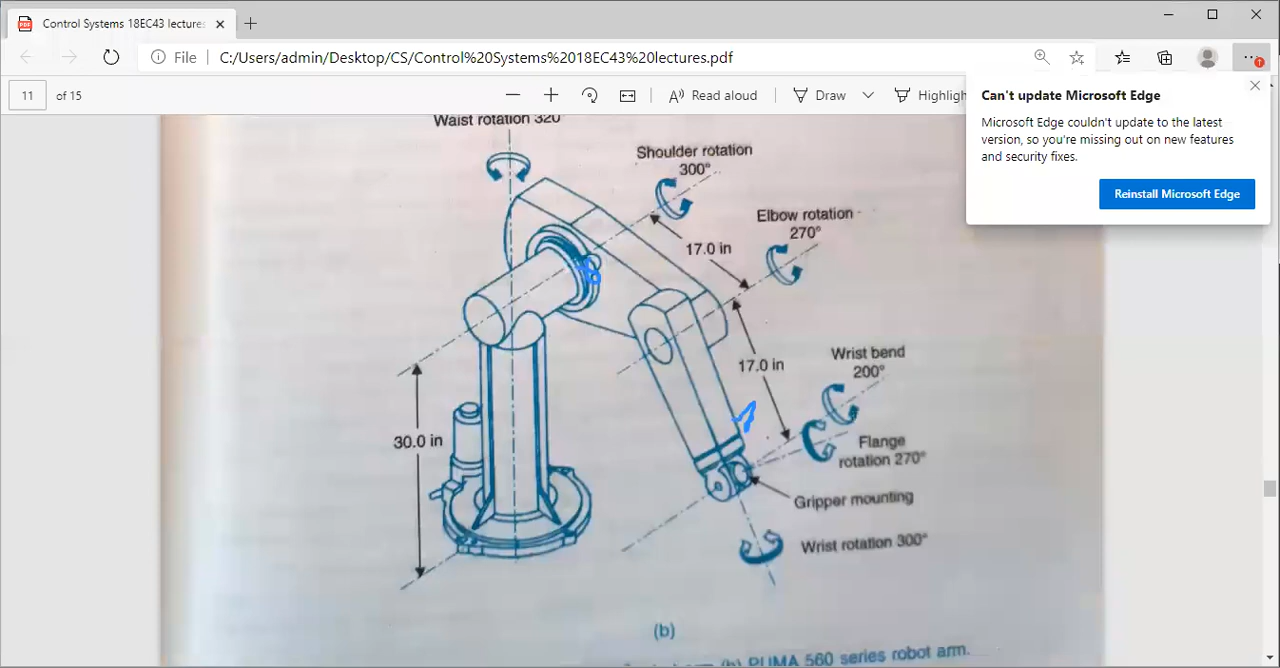 Control Systems 18EC43 lecture
File
C:/Users/admin/Desktop/CS/Control%20Systems%2018EC43%20lectures.pdf
11 of 15
Read aloud
Draw
Highligh
Can't update Microsoft Edge
Microsoft Edge couldn't update to the latest
version, so you're missing out on new features
and security fixes.
Reinstall Microsoft Edge
Waist rotation 320
Shoulder rotation
300°
Elbow rotation
270°
17.0 in
17.0 in
Wrist bend
200°
30.0 in
Flange
rotation 270°
Gripper mounting
Wrist rotation 300°
(b)
(b) PUMA 560 series robot arm.